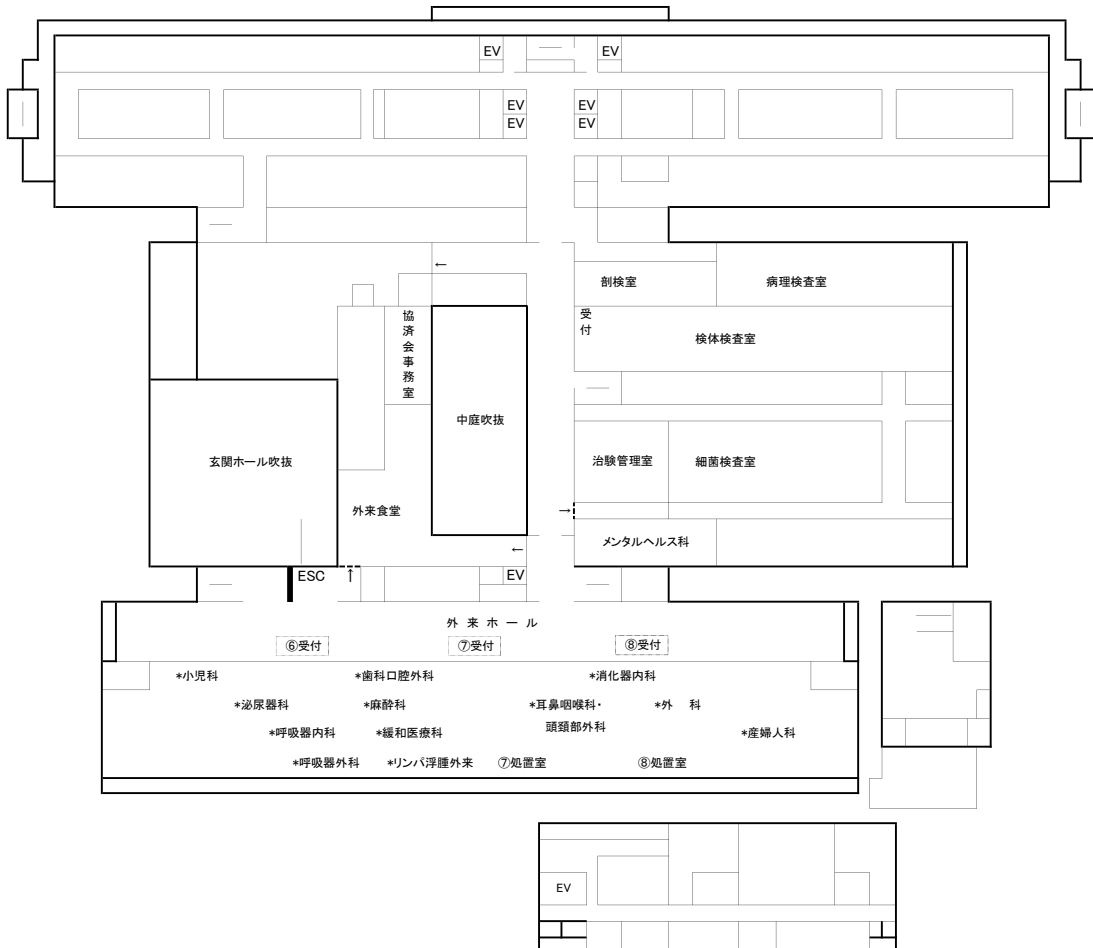 EV
EV
EV
EV
EV
EV
←
剖検室
病理検査室
受付
検体検査室
協済会事務室
中庭吹抜
玄関ホール吹抜
治験管理室
細菌検査室
外来食堂
→
メンタルヘルス科
←
ESC
↑
EV
外来ホール
⑥受付
⑦受付
⑧受付
*小児科
*歯科口腔外科
*消化器内科
*泌尿器科
*麻酔科
*耳鼻咽喉科・
頭頚部外科
*外 科
*呼吸器内科
*緩和医療科
*産婦人科
*呼吸器外科
*リンパ浮腫外来
⑦処置室
⑧処置室
EV